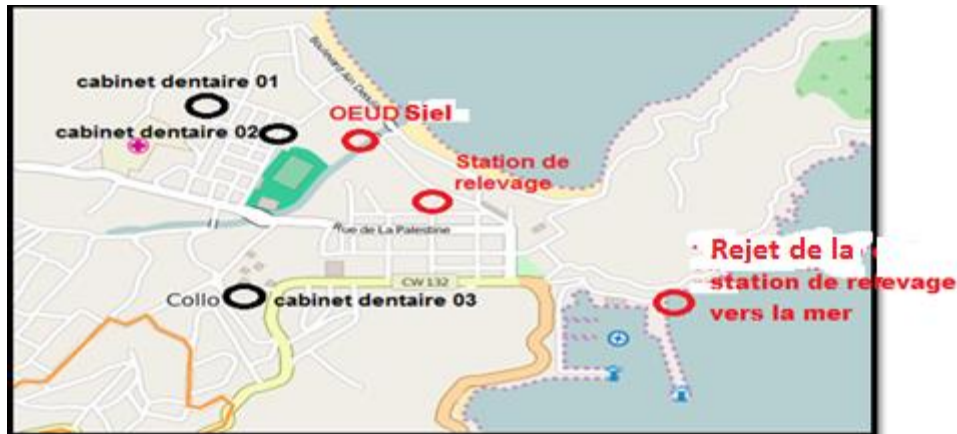 cabinet dentaire 01
cabinet dentaire 02
OEUD Siel
Station de
relevage
Rue de La Palestine
Rejet de la
station de relevage
vers la mer
CW 132
Collo
cabinet dentaire 03